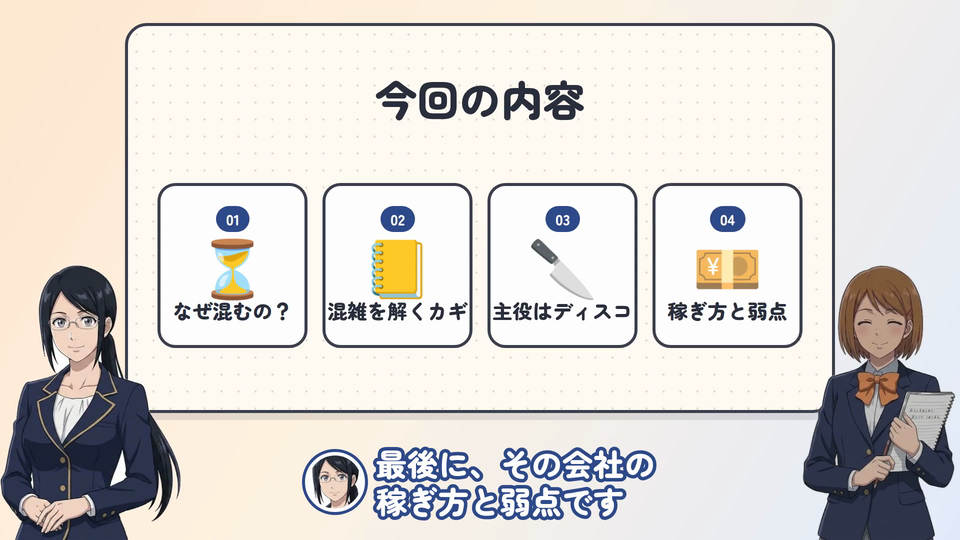 今回の内容
01
なぜ混むの？
02
混雑を解くカギ
03
主役はディスコ
04
稼ぎ方と弱点
最後に、その会社の
稼ぎ方と弱点です